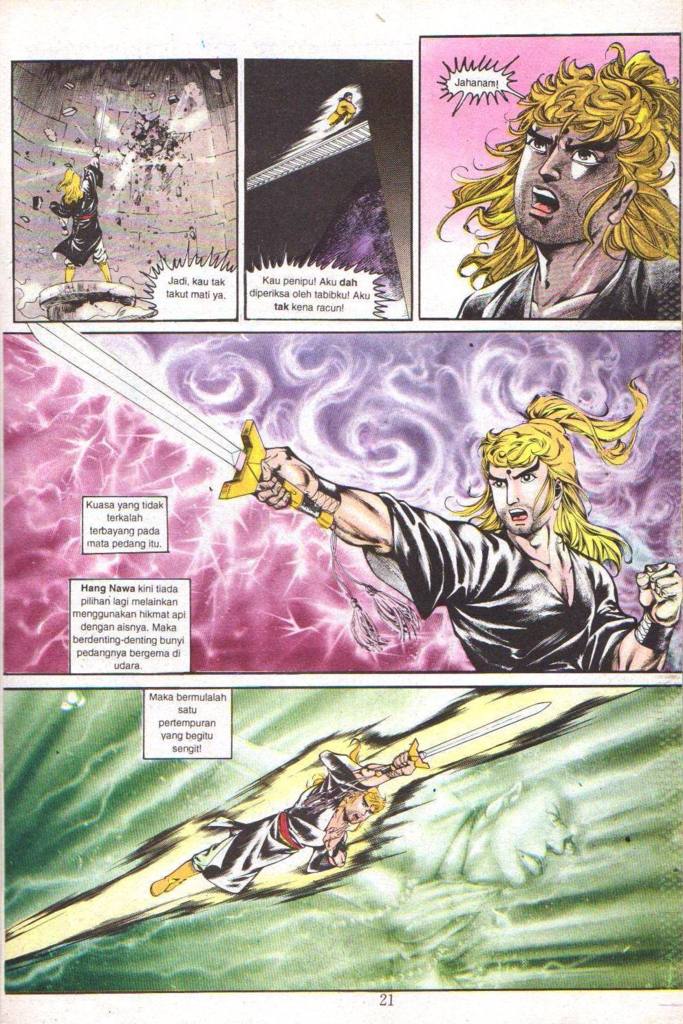 Jadi, kau tak
takut mati ya.
Kau penipu! Aku dah
diperiksa oleh tabibku! Aku
tak kena racun!
Jahanam!
Kuasa yang tidak
terkalah
terbayang pada
mata pedang itu.
Hang Nawa kini tiada
pilihan lagi melainkan
menggunakan hikmat api
dengan aisnya. Maka
berdenting-denting bunyi
pedangnya bergema di
udara.
Maka bermulalah
satu
pertempuran
yang begitu
sengit!
21